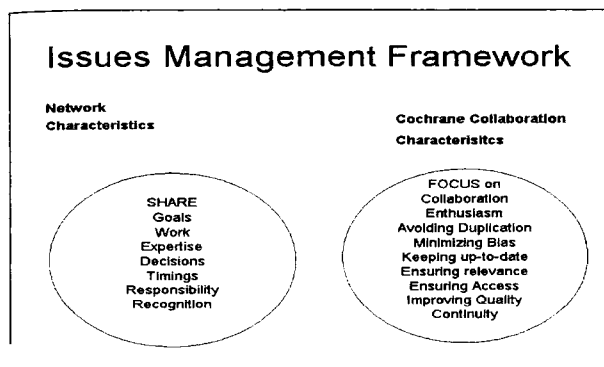 Issues Management Framework
Network
Characteristics
SHARE
Goals
Work
Expertise
Decisions
Timings
Responsibility
Recognition
Cochrane Collaboration
Characterisitcs
FOCUS on
Collaboration
Enthusiasm
Avoiding Duplication
Minimizing Bias
Keeping up-to-date
Ensuring relevance
Ensuring Access
Improving Quality
Continuity